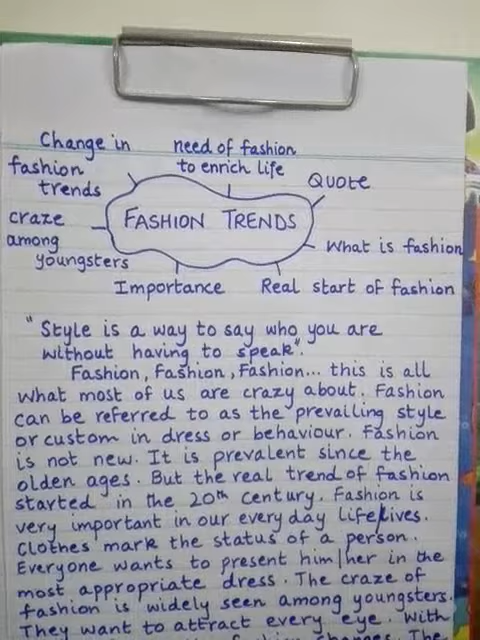 Change in
fashion
trends
need of fashion
to enrich life
QUOTE
craze
among
youngsters
FASHION TRENDS
What is fashion
Importance
Real start of fashion
"Style is a way to say who you are
without having to speak".
Fashion, Fashion, Fashion... this is all
what most of us are crazy about. Fashion
can be referred to as the prevailing style
or custom in dress or behaviour. Fashion
is not new. It is prevalent since the
olden ages. But the real trend of fashion
started in the 20th century. Fashion is
very important in our every day life/lives.
Clothes mark the status of a person.
Everyone wants to present him/her in the
most appropriate dress. The craze of
fashion is widely seen among youngsters.
They want to attract every eye. With
fashion changes. The